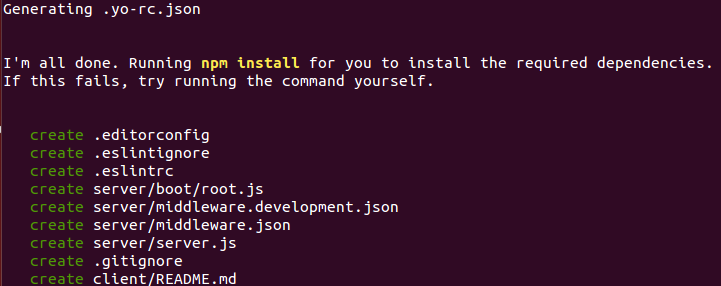 Generating .yo-rc.json
I'm all done. Running npm install for you to install the required dependencies.
If this fails, try running the command yourself.
create .editorconfig
create .eslintignore
create .eslintrc
create server/boot/root.js
create server/middleware.development.json
create server/middleware.json
create server/server.js
create .gitignore
create client/README.md